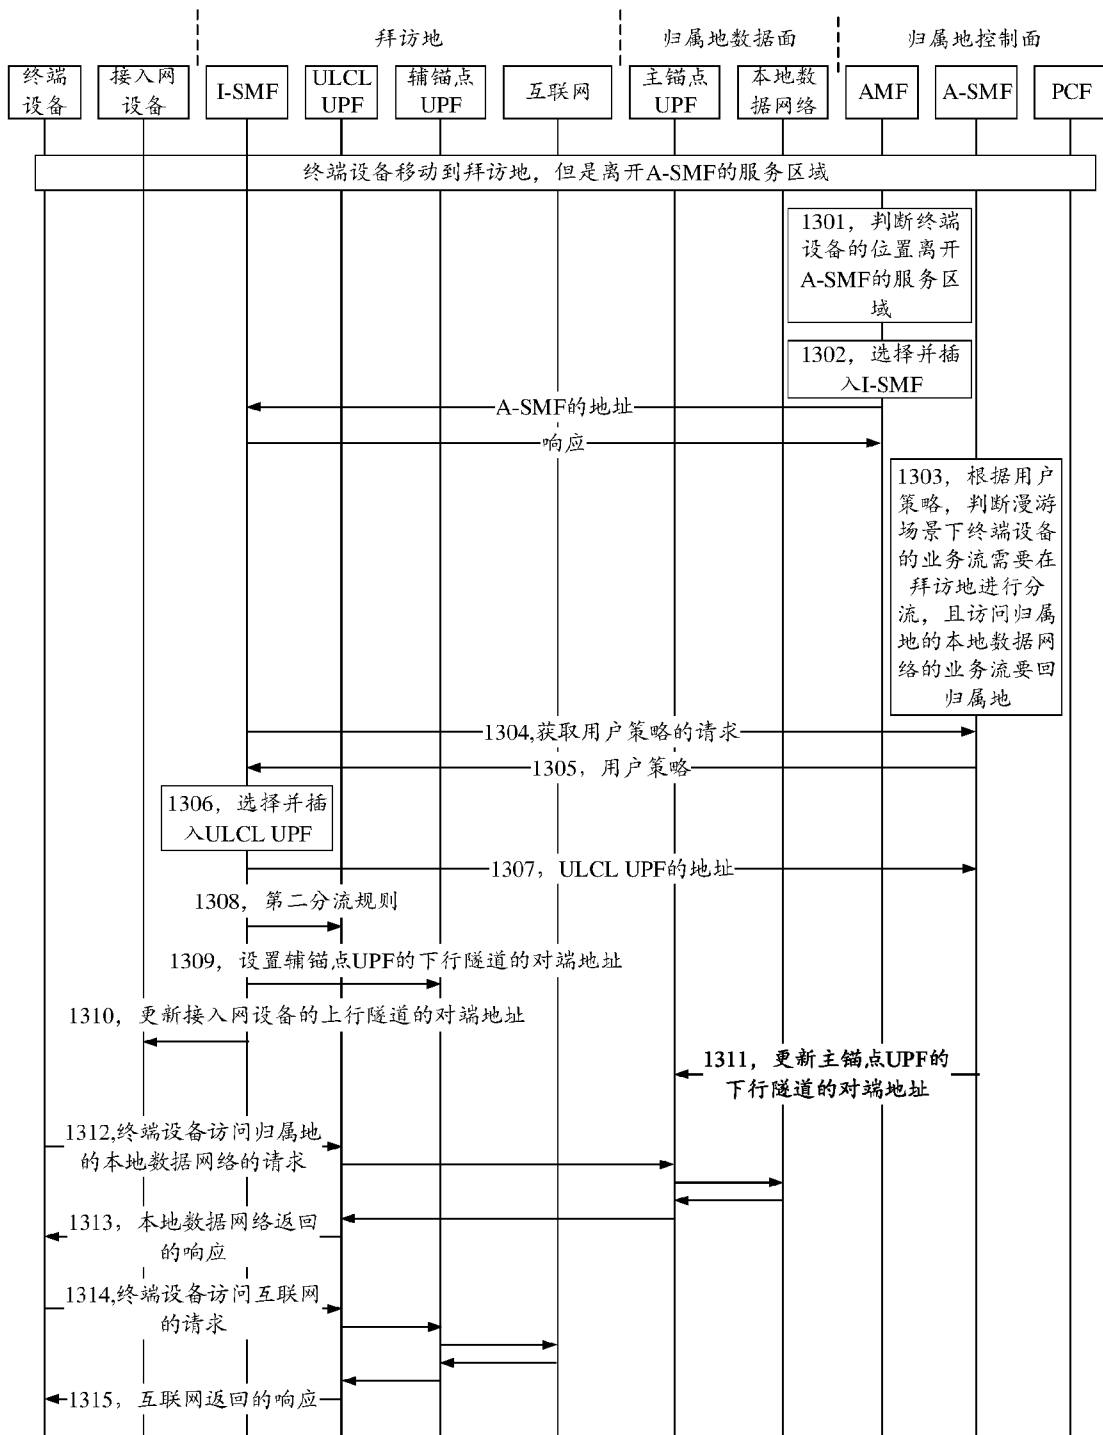 拜访地
归属地数据面
归属地控制面
终端
设备
接入网
设备
I-SMF
ULCL
UPF
辅锚点
UPF
互联网
主锚点
UPF
本地数
据网络
AMF
A-SMF
PCF
终端设备移动到拜访地，但是离开A-SMF的服务区域
1301，判断终端
设备的位置离开
A-SMF的服务区
域
1302，选择并插
入I-SMF
A-SMF的地址
响应
1303，根据用户
策略，判断漫游
场景下终端设备
的业务流需要在
拜访地进行分
流，且访问归属
地的本地数据网
络的业务流要回
归属地
1304,获取用户策略的请求
1305，用户策略
1306，选择并插
入ULCL UPF
1307，ULCL UPF的地址
1308，第二分流规则
1309，设置辅锚点UPF的下行隧道的对端地址
1310，更新接入网设备的上行隧道的对端地址
1311，更新主锚点UPF的
下行隧道的对端地址
1312,终端设备访问归属地
的本地数据网络的请求
1313，本地数据网络返回
的响应
1314,终端设备访问互联网
的请求
1315，互联网返回的响应